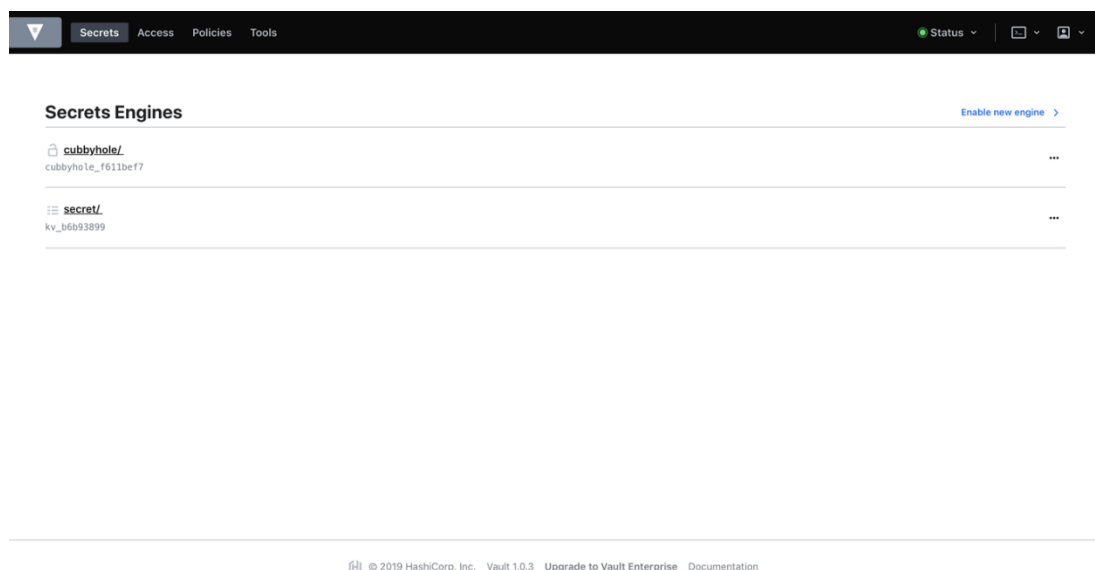 Secrets Access Policies Tools Status
Secrets Engines Enable new engine
cubbyhole/
cubbyhole_f611bef7
secret/
kv_b6b93899
© 2019 HashiCorp, Inc. Vault 1.0.3 Upgrade to Vault Enterprise Documentation